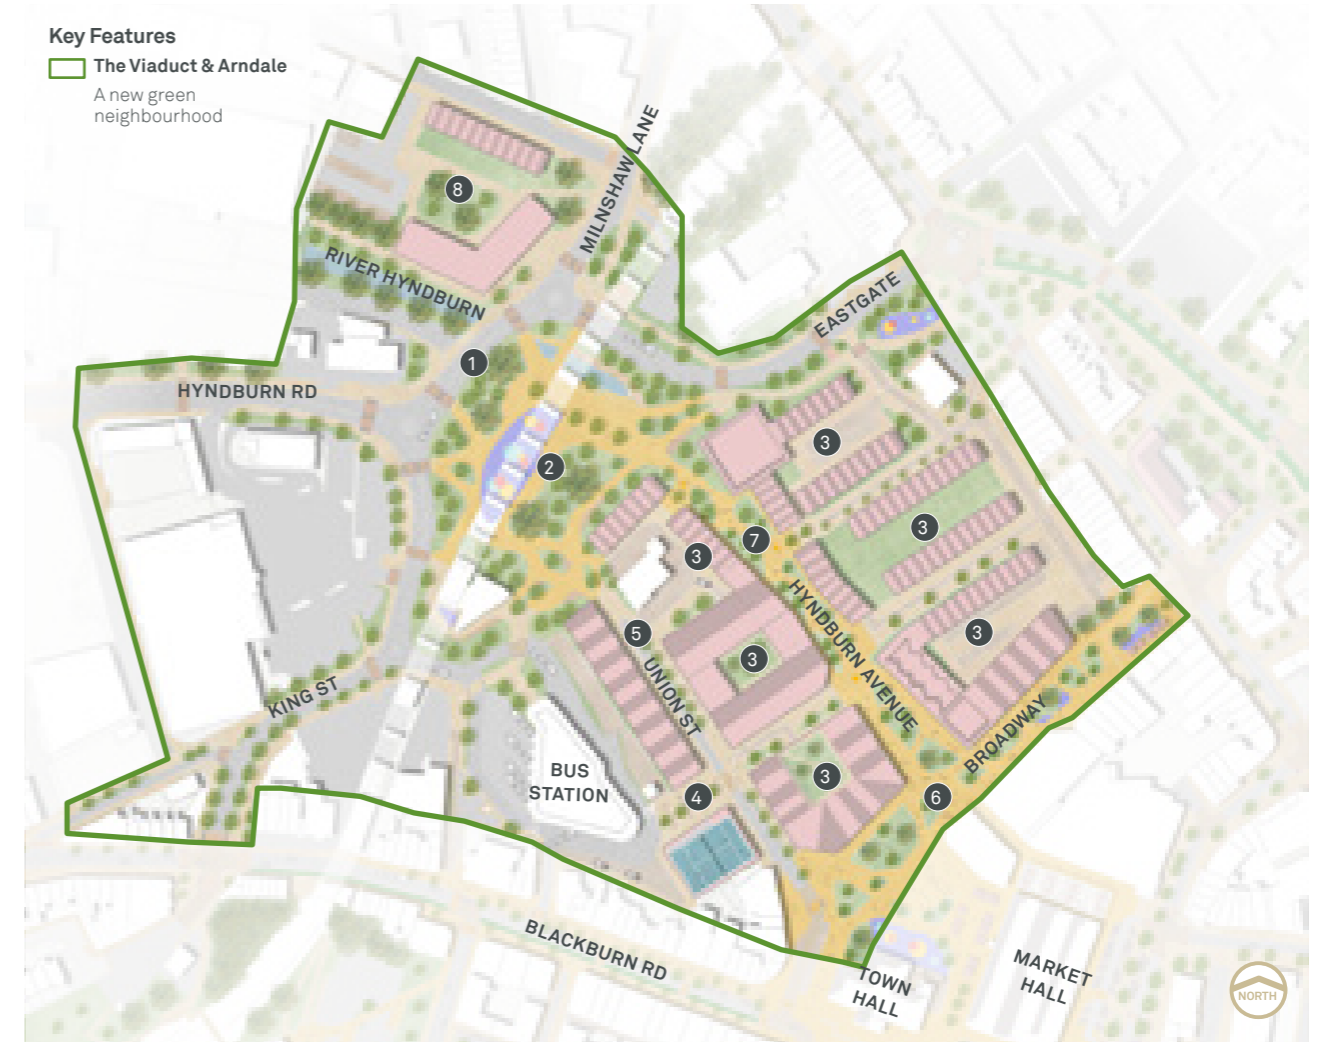 Key Features
The Viaduct & Arndale
A new green
neighbourhood
MILNSHAW LANE
8
RIVER HYNDBURN
EASTGATE
1
HYNDBURN RD
2
3
3
7
3
HYNDBURN AVENUE
5
3
3
UNION ST
KING ST
BROADWAY
BUS
STATION
3
4
6
BLACKBURN RD
TOWN
HALL
MARKET
HALL
NORTH